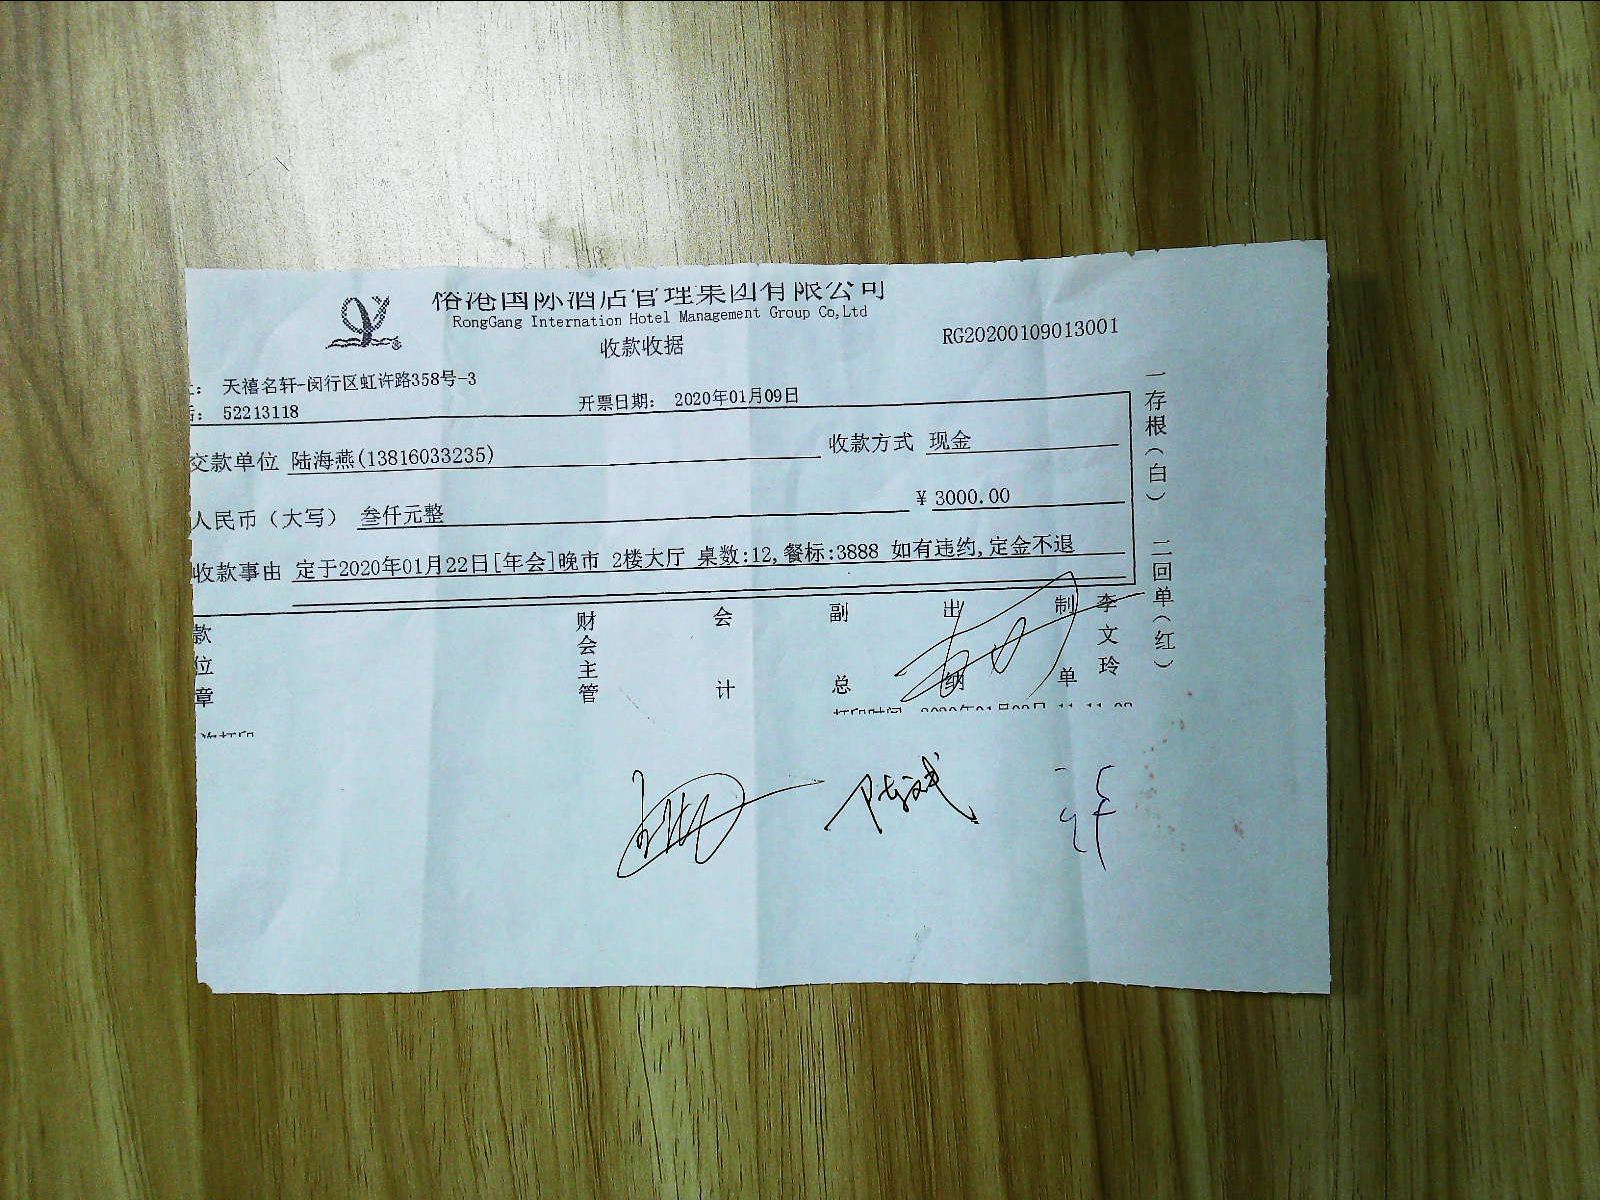 国际酒店管理集团有限公司
RongGang Internation Hotel Management Group Co,Ltd
收款收据
RG20200109013001
天禧名轩-闵行区虹许路358号-3
52213118
开票日期： 2020年01月09日
交款单位 陆海燕(13816033235) 收款方式 现金
人民币（大写） 叁仟元整 ¥3000.00
收款事由 定于2020年01月22日[年会]晚市 2楼大厅 桌数:12,餐标:3888 如有违约,定金不退
一存根（白） 二回单（红）
款位章
财会主管
会计
副总
出纳
制单
李文玲
打印时间